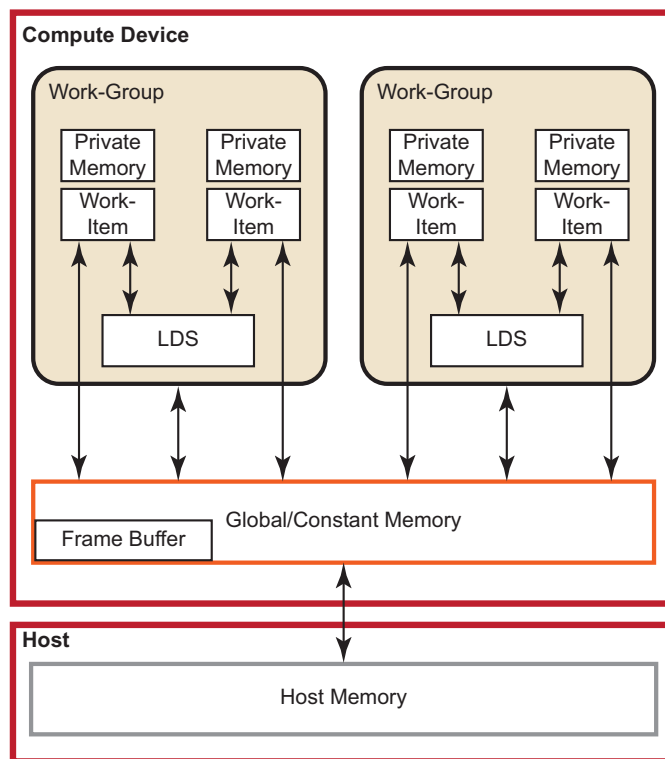 Compute Device
Work-Group
Private
Memory
Work-
Item
Private
Memory
Work-
Item
LDS
Work-Group
Private
Memory
Work-
Item
Private
Memory
Work-
Item
LDS
Global/Constant Memory
Frame Buffer
Host
Host Memory